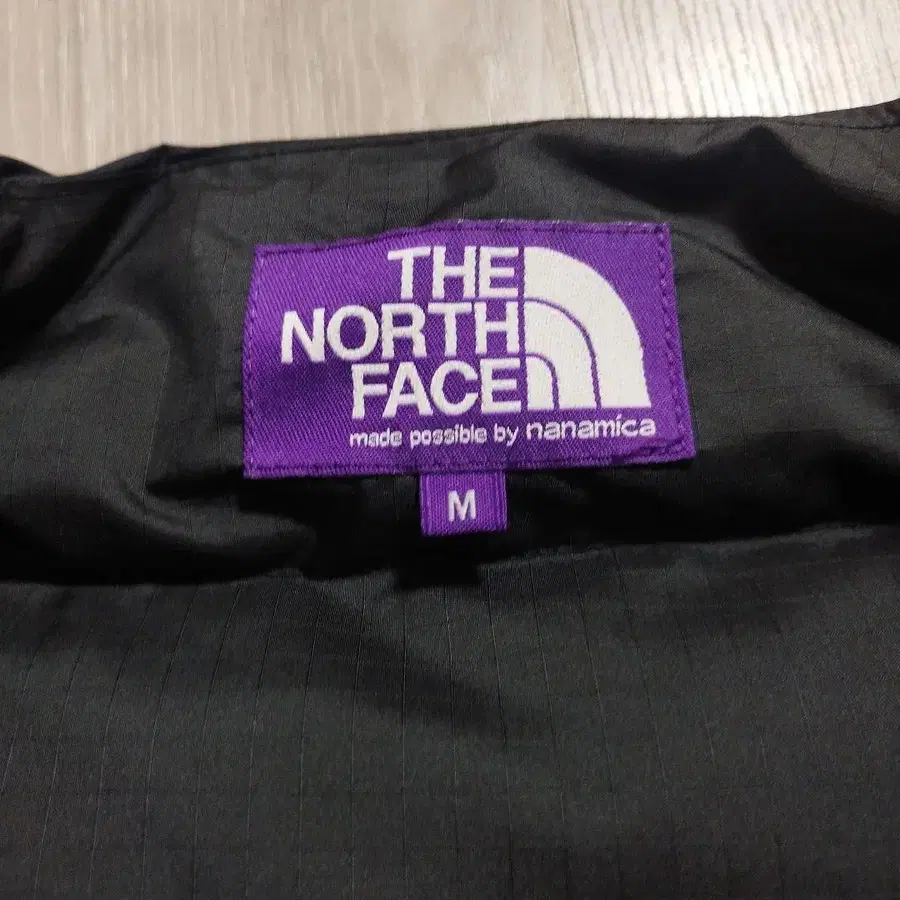 THE
NORTH
FACE
made possible by nanamica
M